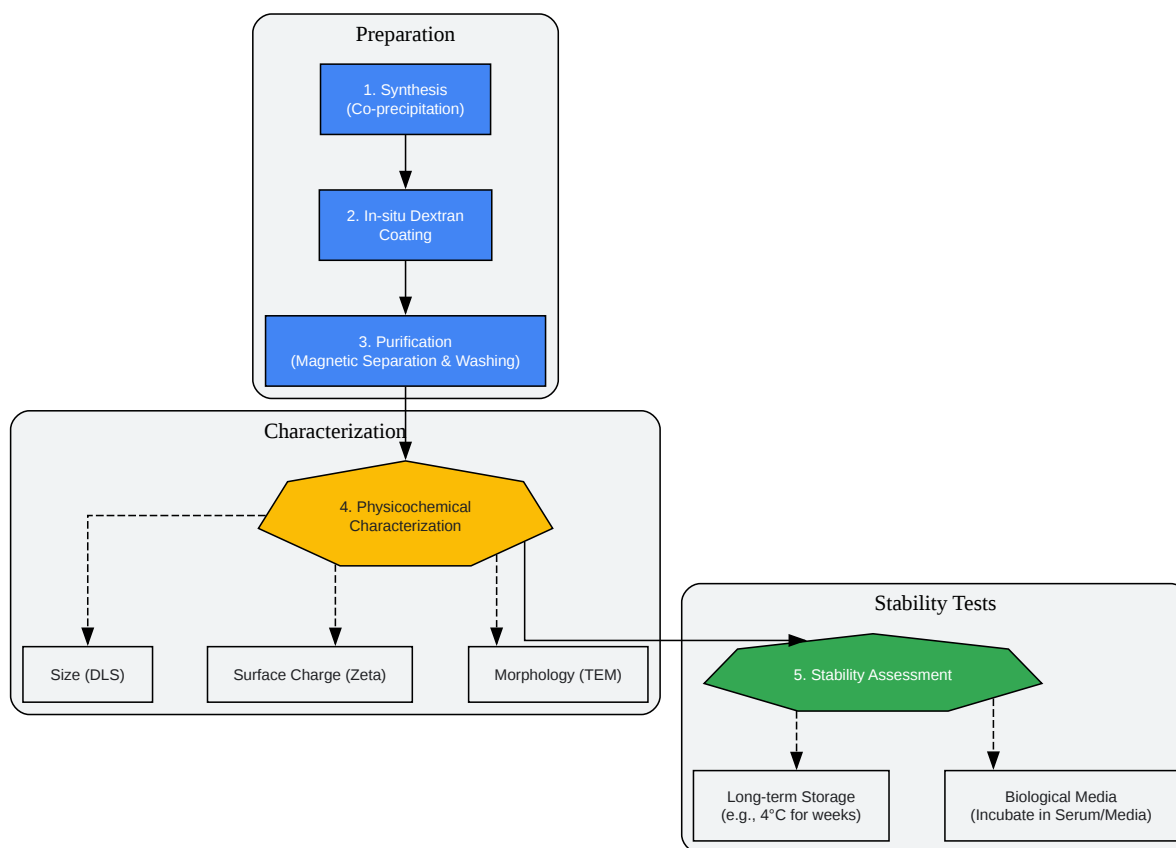 Preparation
1. Synthesis
(Co-precipitation)
2. In-situ Dextran
Coating
3. Purification
(Magnetic Separation & Washing)
Characterization
4. Physicochemical
Characterization
Size (DLS)
Surface Charge (Zeta)
Morphology (TEM)
Stability Tests
5. Stability Assessment
Long-term Storage
(e.g., 4°C for weeks)
Biological Media
(Incubate in Serum/Media)